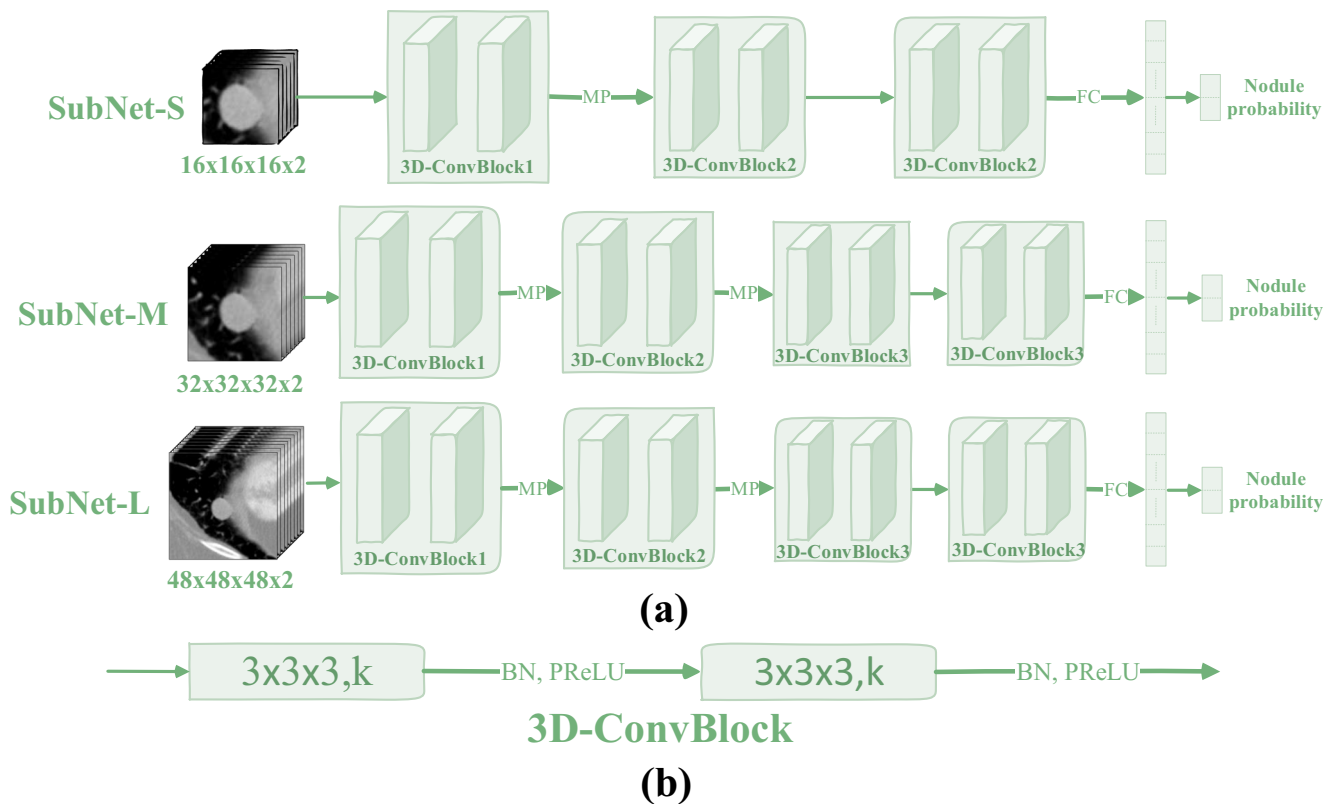 SubNet-S
16x16x16x2
3D-ConvBlock1
MP
3D-ConvBlock2
3D-ConvBlock2
FC
Nodule
probability
SubNet-M
32x32x32x2
3D-ConvBlock1
MP
3D-ConvBlock2
MP
3D-ConvBlock3
3D-ConvBlock3
FC
Nodule
probability
SubNet-L
48x48x48x2
3D-ConvBlock1
MP
3D-ConvBlock2
MP
3D-ConvBlock3
3D-ConvBlock3
FC
Nodule
probability
(a)
3x3x3,k
BN, PReLU
3x3x3,k
BN, PReLU
3D-ConvBlock
(b)